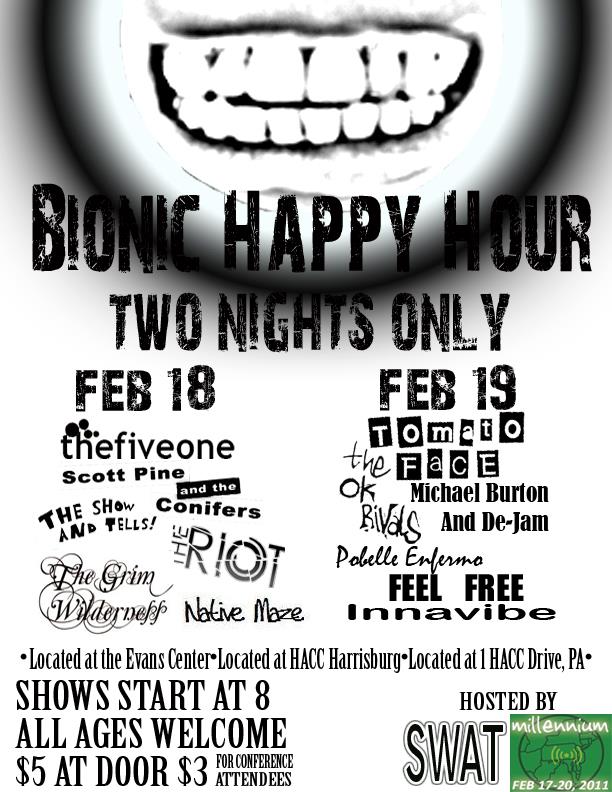 BIONIC HAPPY HOUR
TWO NIGHTS ONLY
FEB 18
thefiveone
Scott Pine
and the
Conifers
THE SHOW
AND TELLS!
THE RIOT
The Grim
Wilderness
Native Maze
FEB 19
Tomato
FACE
the
OK
RiVALS
Michael Burton
And De-Jam
Pobelle Enfermo
FEEL FREE
Innavibe
•Located at the Evans Center•Located at HACC Harrisburg•Located at 1 HACC Drive, PA•
SHOWS START AT 8
ALL AGES WELCOME
$5 AT DOOR $3 FOR CONFERENCE
ATTENDEES
HOSTED BY
SWAT
millennium
FEB 17-20, 2011